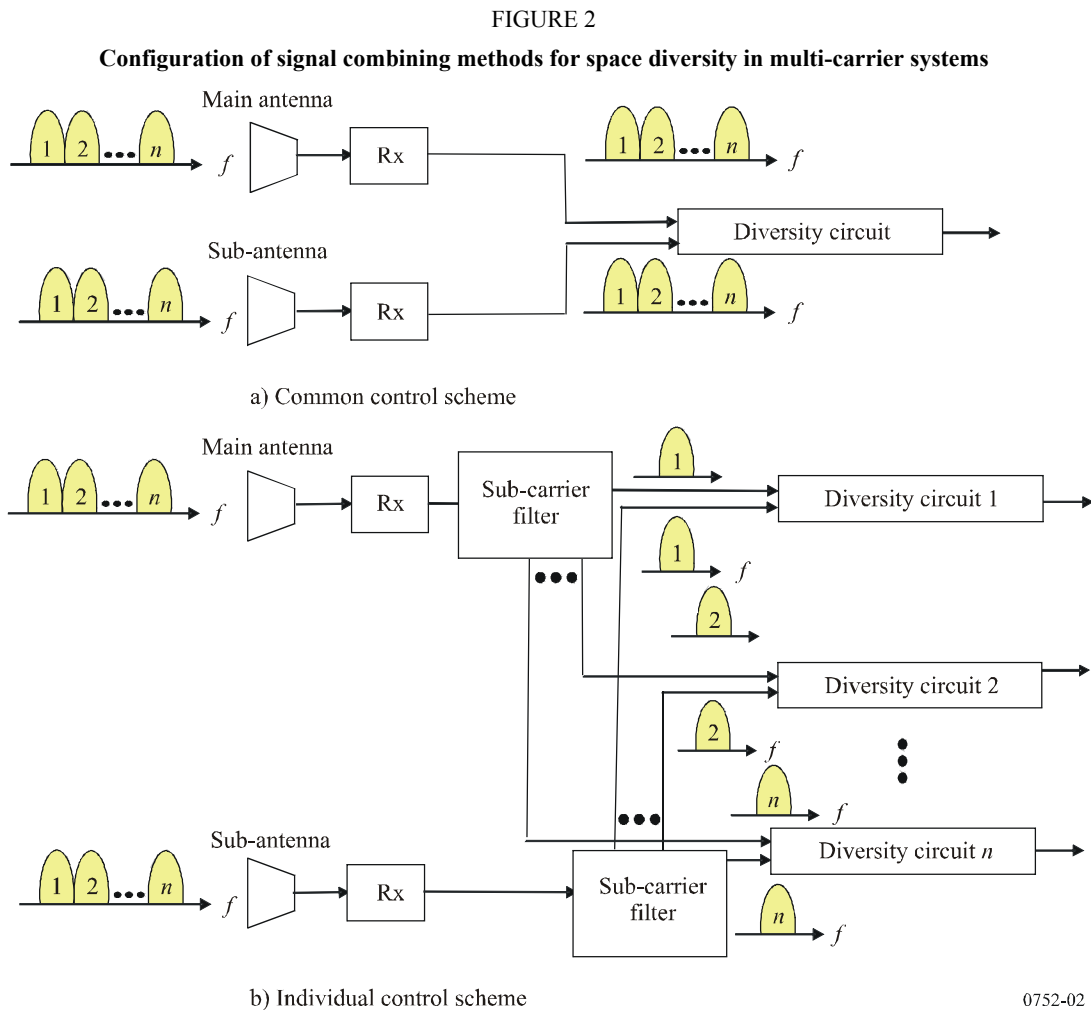 FIGURE 2
Configuration of signal combining methods for space diversity in multi-carrier systems
Main antenna
1 2 n f
Rx
1 2 n f
Diversity circuit
Sub-antenna
1 2 n f
Rx
1 2 n f
a) Common control scheme
Main antenna
1 2 n f
Rx
Sub-carrier
filter
1
Diversity circuit 1
1 f
2
Diversity circuit 2
2 f
n f
Sub-antenna
1 2 n f
Rx
Sub-carrier
filter
Diversity circuit n
n f
b) Individual control scheme
0752-02